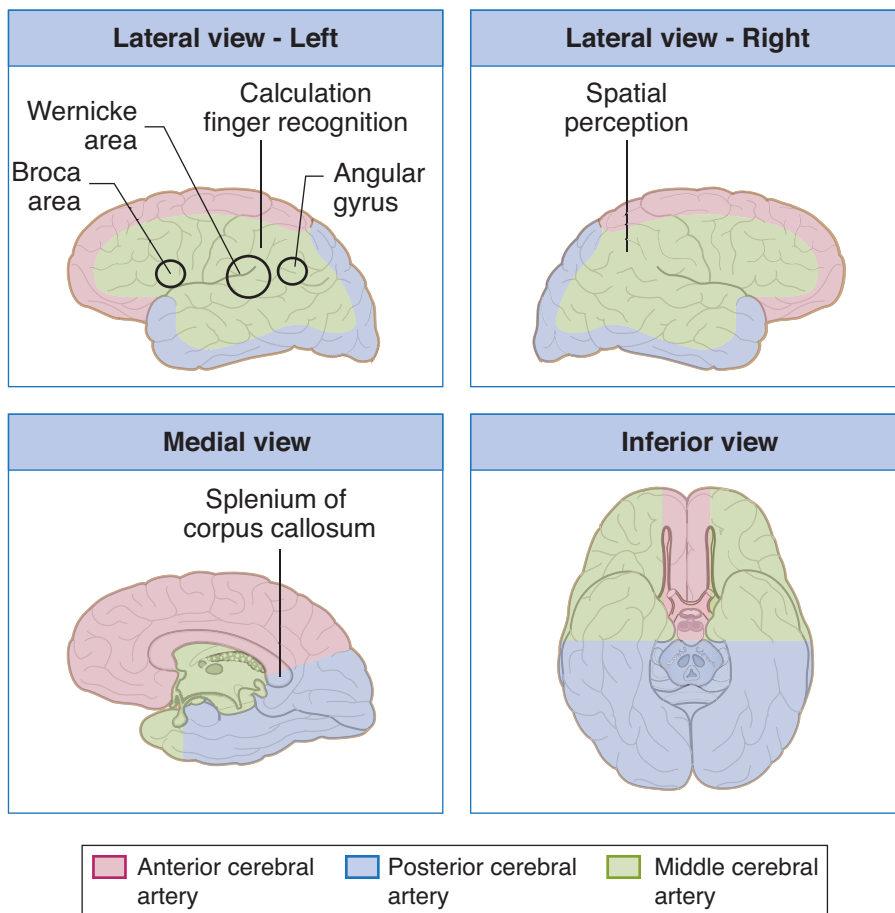 Lateral view - Left
Wernicke
area
Calculation
finger recognition
Broca
area
Angular
gyrus
Lateral view - Right
Spatial
perception
Medial view
Splenium of
corpus callosum
Inferior view
Anterior cerebral
artery
Posterior cerebral
artery
Middle cerebral
artery